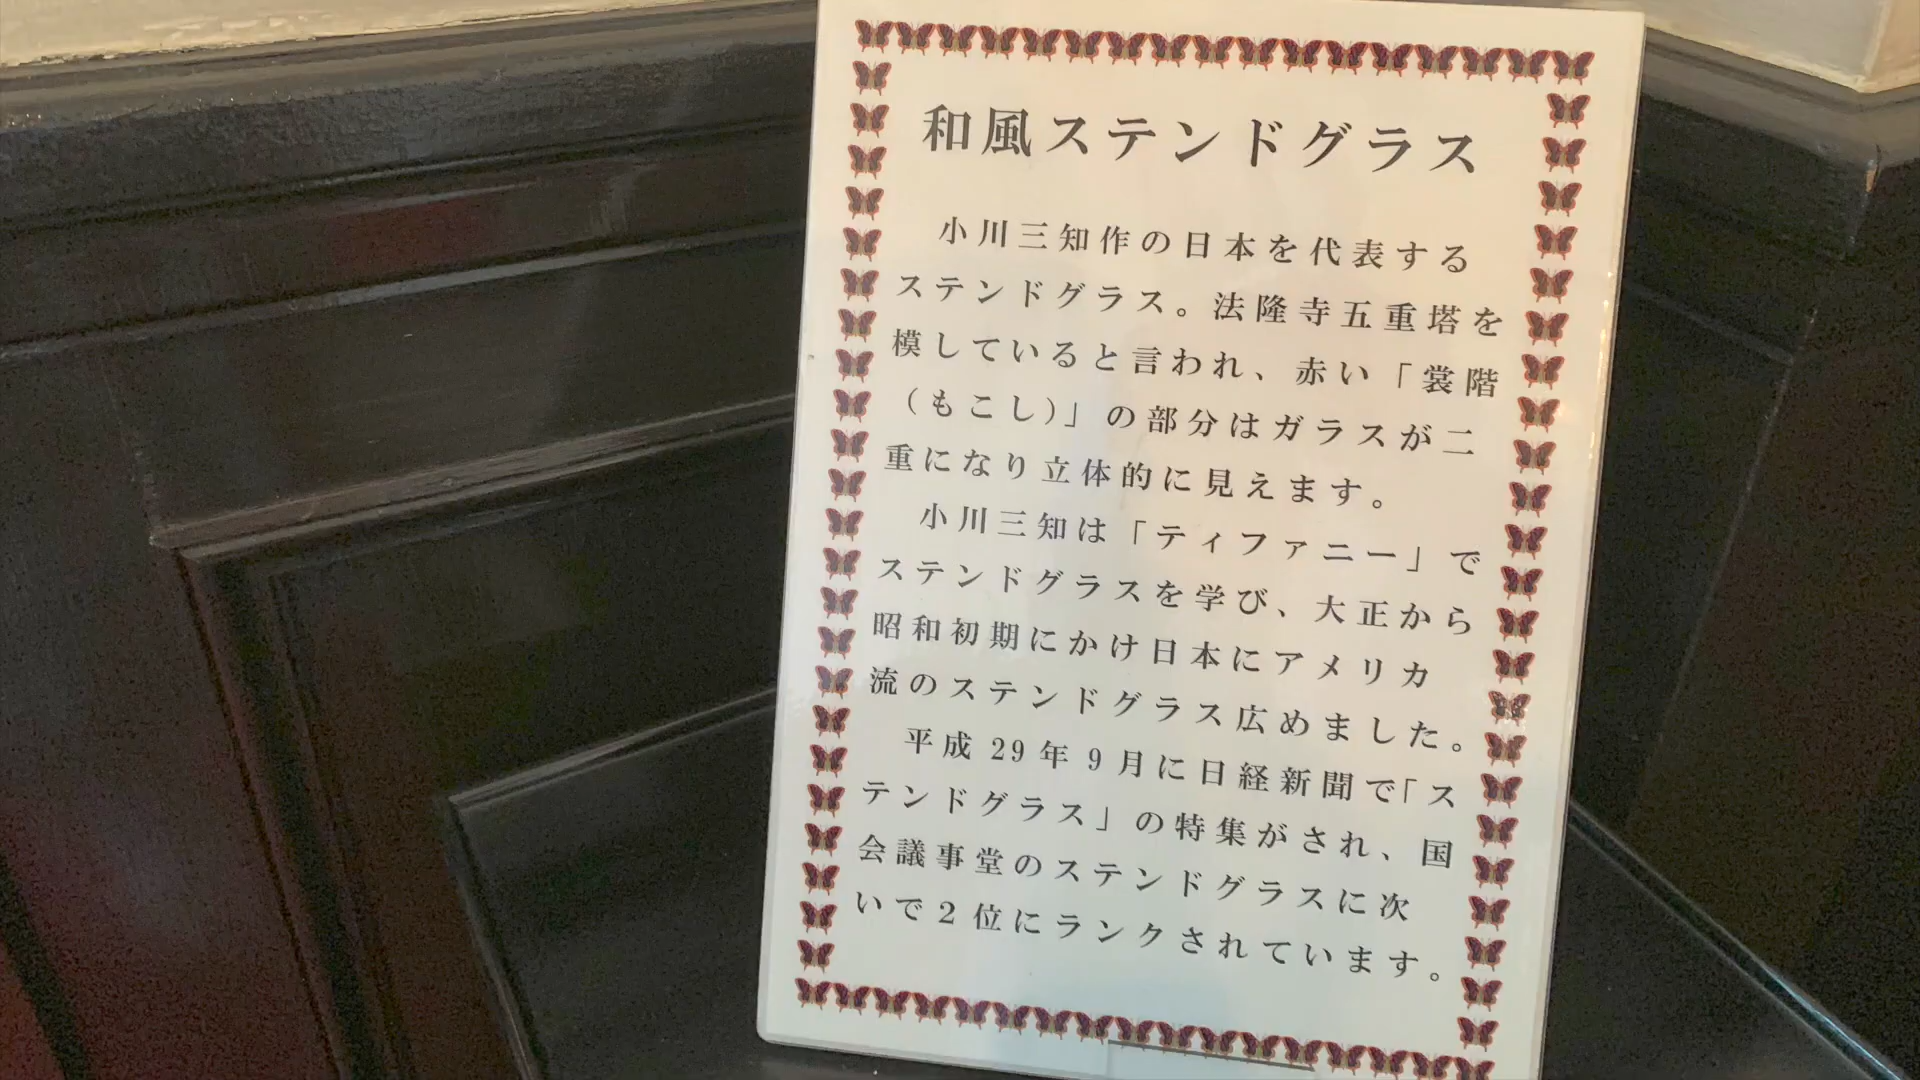 和風ステンドグラス
小川三知作の日本を代表する
ステンドグラス。法隆寺五重塔を
模していると言われ、赤い「裳階
（もこし）」の部分はガラスが二
重になり立体的に見えます。
小川三知は「ティファニー」で
ステンドグラスを学び、大正から
昭和初期にかけ日本にアメリカ
流のステンドグラス広めました。
平成29年9月に日経新聞で「ス
テンドグラス」の特集がされ、国
会議事堂のステンドグラスに次
いで2位にランクされています。